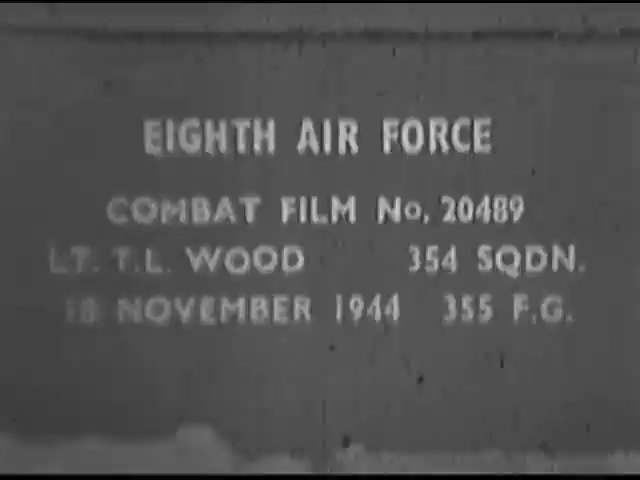 EIGHTH AIR FORCE
COMBAT FILM No. 20489
LT. T.L. WOOD 354 SQDN.
18 NOVEMBER 1944 355 F.G.